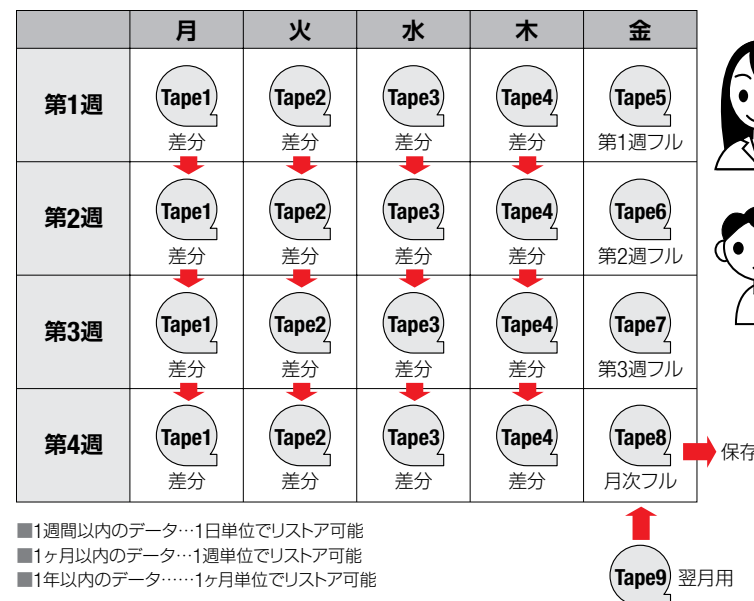 月 火 水 木 金
第1週 Tape1 Tape2 Tape3 Tape4 Tape5
差分 差分 差分 差分 第1週フル
第2週 Tape1 Tape2 Tape3 Tape4 Tape6
差分 差分 差分 差分 第2週フル
第3週 Tape1 Tape2 Tape3 Tape4 Tape7
差分 差分 差分 差分 第3週フル
第4週 Tape1 Tape2 Tape3 Tape4 Tape8 保存
差分 差分 差分 差分 月次フル
■1週間以内のデータ…1日単位でリストア可能
■1ヶ月以内のデータ…1週単位でリストア可能
■1年以内のデータ……1ヶ月単位でリストア可能
Tape9 翌月用